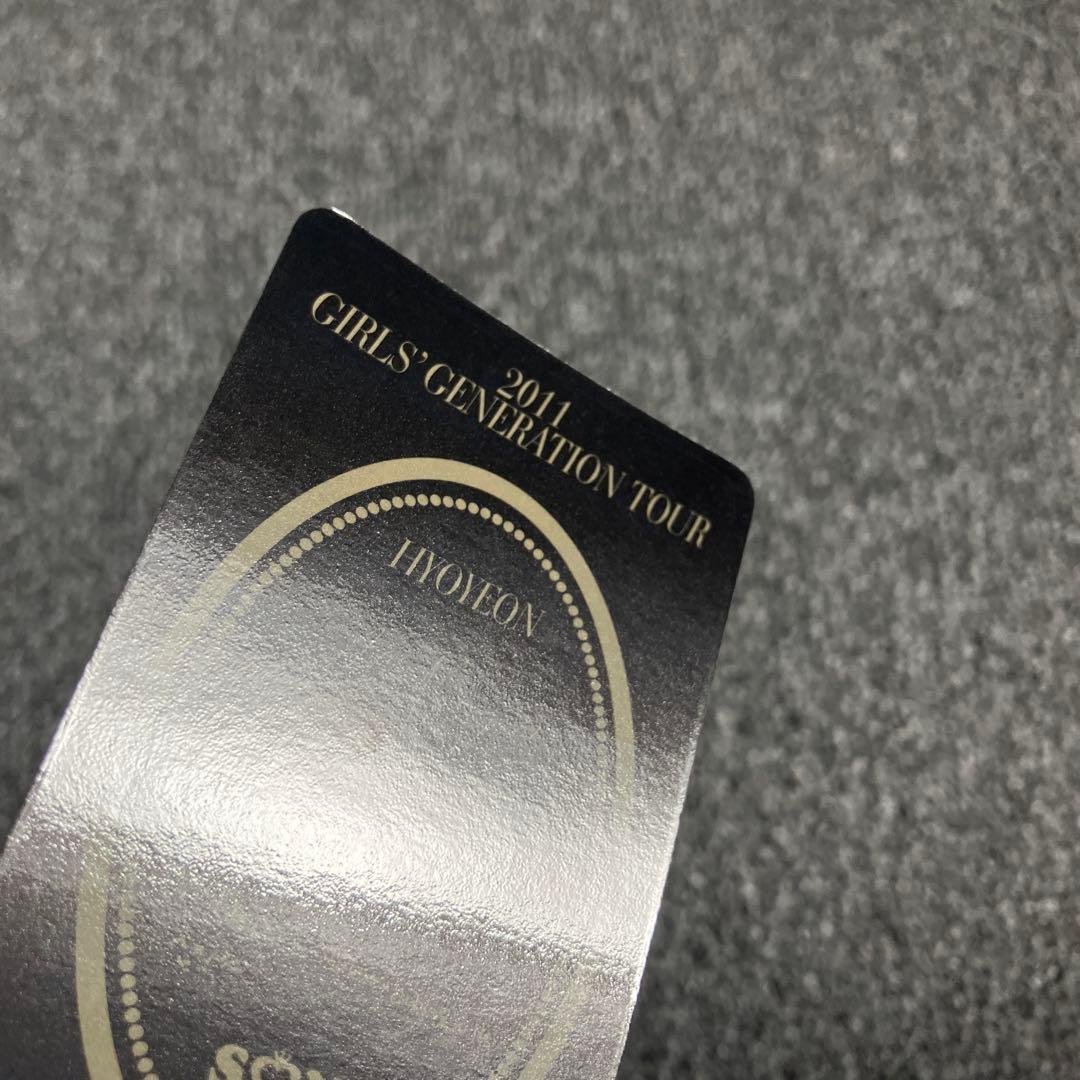 2011
GIRLS' GENERATION TOUR
HYOYEON